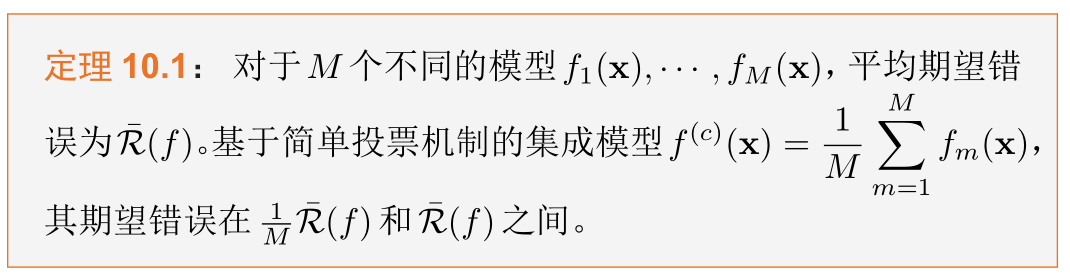 定理 10.1： 对于 M 个不同的模型 f₁(x), ⋯ , f_M(x)，平均期望错
误为 R̄(f)。基于简单投票机制的集成模型 f⁽ᶜ⁾(x) = 1/M ∑_{m=1}^{M} f_m(x)，
其期望错误在 1/M R̄(f) 和 R̄(f) 之间。